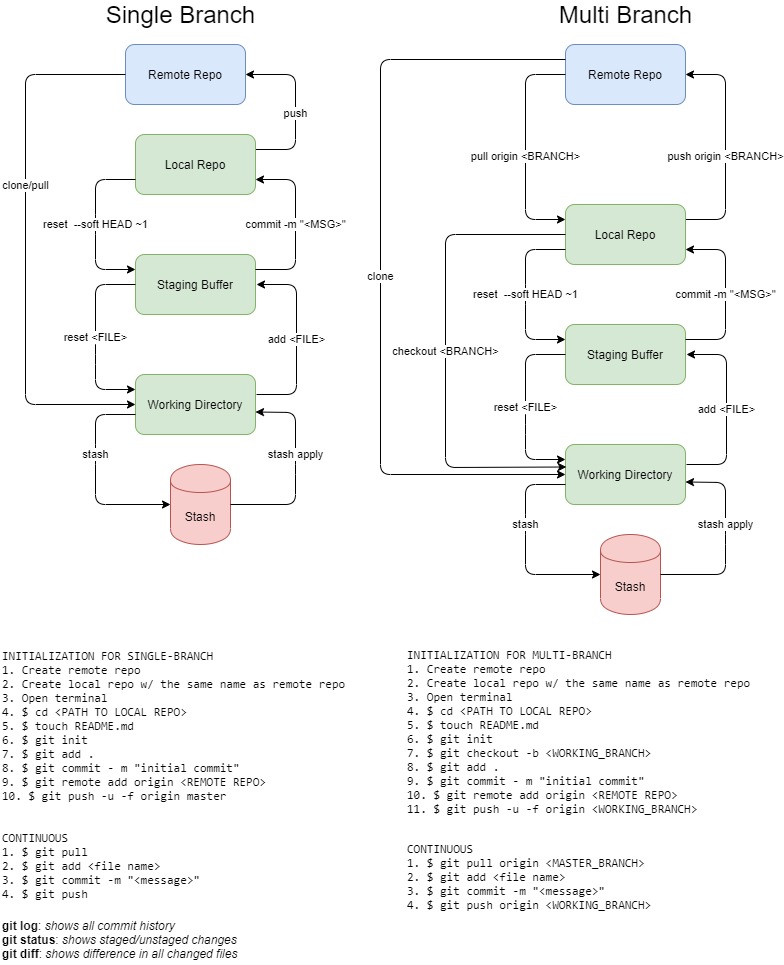 Single Branch
Remote Repo
push
Local Repo
clone/pull
reset --soft HEAD ~1
commit -m "<MSG>"
Staging Buffer
reset <FILE>
add <FILE>
Working Directory
stash
stash apply
Stash
Multi Branch
Remote Repo
pull origin <BRANCH>
push origin <BRANCH>
Local Repo
clone
reset --soft HEAD ~1
commit -m "<MSG>"
checkout <BRANCH>
Staging Buffer
reset <FILE>
add <FILE>
Working Directory
stash
stash apply
Stash
INITIALIZATION FOR SINGLE-BRANCH
1. Create remote repo
2. Create local repo w/ the same name as remote repo
3. Open terminal
4. $ cd <PATH TO LOCAL REPO>
5. $ touch README.md
6. $ git init
7. $ git add .
8. $ git commit - m "initial commit"
9. $ git remote add origin <REMOTE REPO>
10. $ git push -u -f origin master
CONTINUOUS
1. $ git pull
2. $ git add <file name>
3. $ git commit -m "<message>"
4. $ git push
git log: shows all commit history
git status: shows staged/unstaged changes
git diff: shows difference in all changed files
INITIALIZATION FOR MULTI-BRANCH
1. Create remote repo
2. Create local repo w/ the same name as remote repo
3. Open terminal
4. $ cd <PATH TO LOCAL REPO>
5. $ touch README.md
6. $ git init
7. $ git checkout -b <WORKING_BRANCH>
8. $ git add .
9. $ git commit - m "initial commit"
10. $ git remote add origin <REMOTE REPO>
11. $ git push -u -f origin <WORKING_BRANCH>
CONTINUOUS
1. $ git pull origin <MASTER_BRANCH>
2. $ git add <file name>
3. $ git commit -m "<message>"
4. $ git push origin <WORKING_BRANCH>